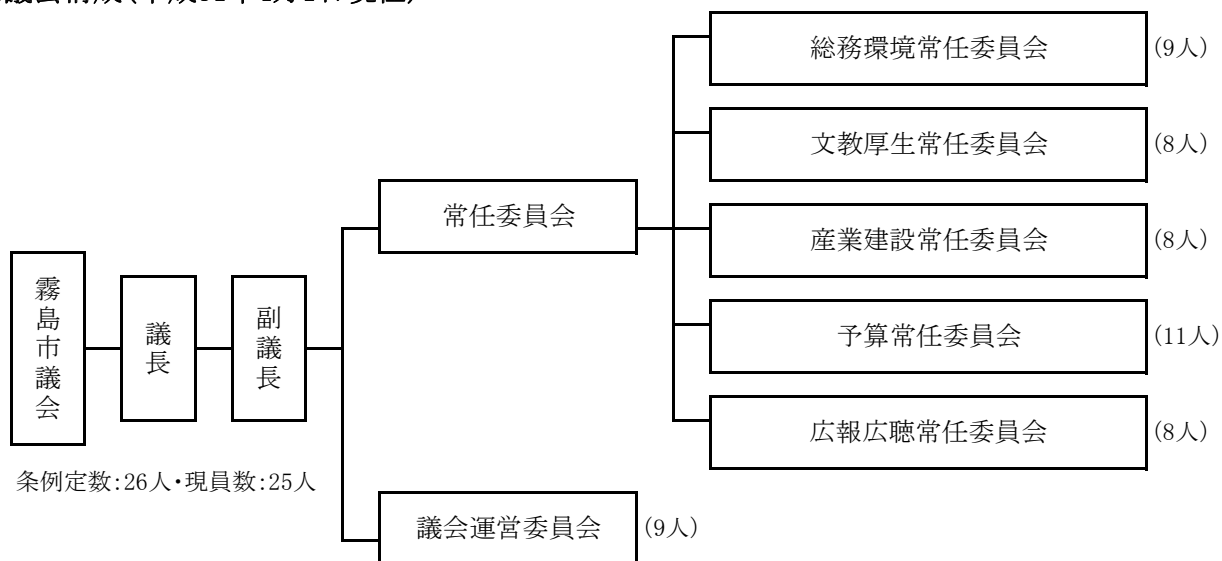 霧島市議会
議長
副議長
常任委員会
総務環境常任委員会 (9人)
文教厚生常任委員会 (8人)
産業建設常任委員会 (8人)
予算常任委員会 (11人)
広報広聴常任委員会 (8人)
条例定数:26人・現員数:25人
議会運営委員会 (9人)